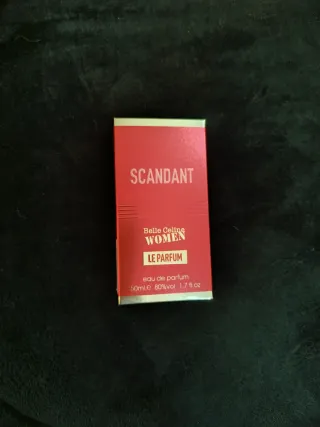 SCANDANT
Belle Celine
WOMEN
LE PARFUM
eau de parfum
50ml℮ 80%vol 1.7 fl.oz